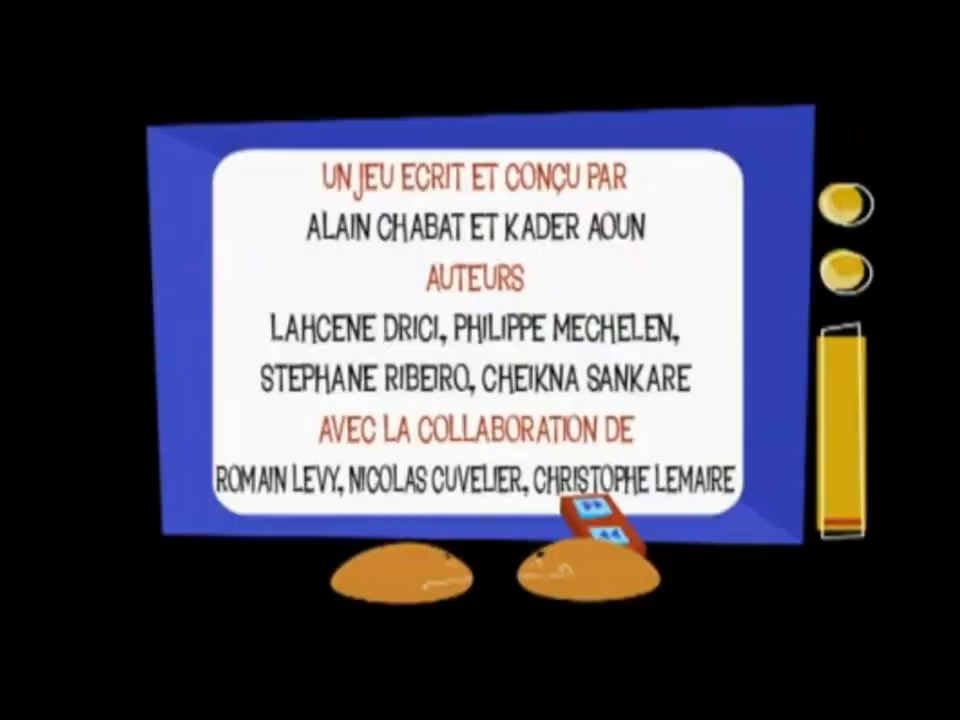 UN JEU ECRIT ET CONÇU PAR
ALAIN CHABAT ET KADER AOUN
AUTEURS
LAHCENE DRICI, PHILIPPE MECHELEN,
STEPHANE RIBEIRO, CHEIKNA SANKARE
AVEC LA COLLABORATION DE
ROMAIN LEVY, NICOLAS CUVELIER, CHRISTOPHE LEMAIRE